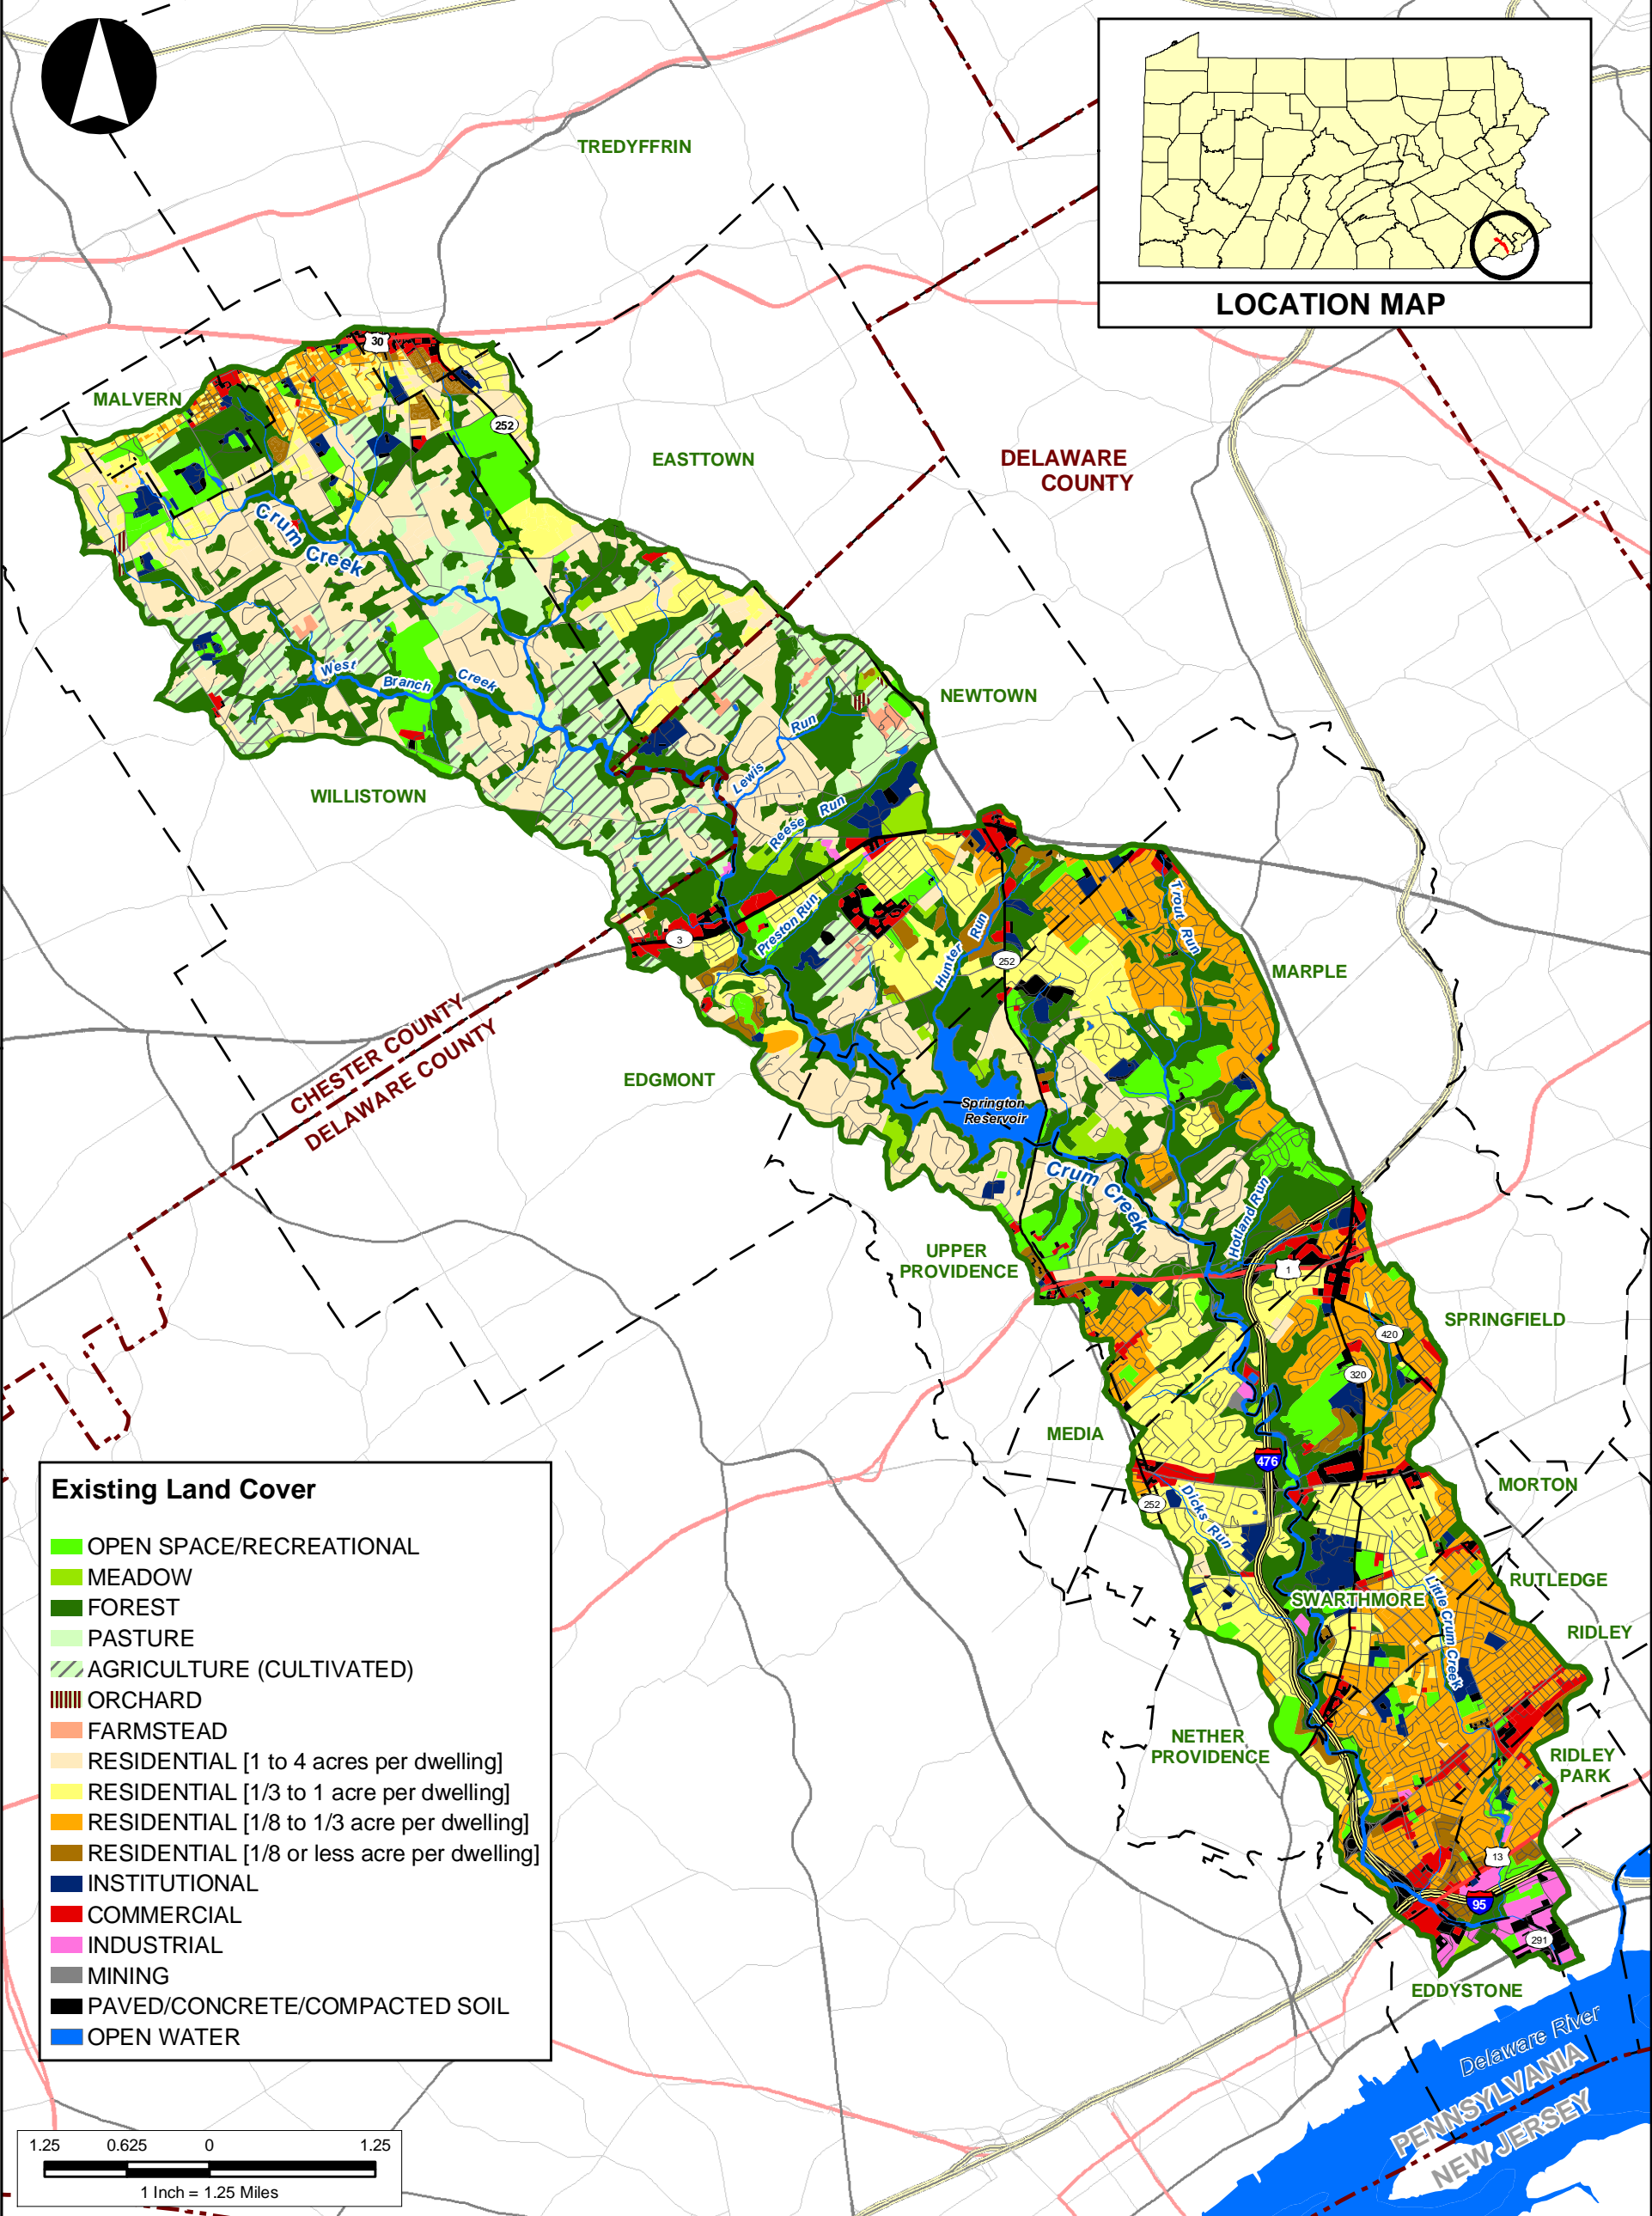 TREDYFFRIN
LOCATION MAP
30
MALVERN
252
EASTTOWN
DELAWARE
COUNTY
Crum
Creek
West
Branch
Creek
NEWTOWN
Run
Lewis
WILLISTOWN
Reese Run
Trout Run
Preston Run
Hunter Run
3
252
MARPLE
CHESTER COUNTY
DELAWARE COUNTY
EDGMONT
Springton
Reservoir
Crum Creek
Holland Run
UPPER
PROVIDENCE
1
SPRINGFIELD
420
320
MEDIA
476
MORTON
252
Dicks Run
SWARTHMORE
Little Crum Creek
RUTLEDGE
RIDLEY
NETHER
PROVIDENCE
RIDLEY
PARK
13
95
291
EDDYSTONE
Delaware River
PENNSYLVANIA
NEW JERSEY
Existing Land Cover
OPEN SPACE/RECREATIONAL
MEADOW
FOREST
PASTURE
AGRICULTURE (CULTIVATED)
ORCHARD
FARMSTEAD
RESIDENTIAL [1 to 4 acres per dwelling]
RESIDENTIAL [1/3 to 1 acre per dwelling]
RESIDENTIAL [1/8 to 1/3 acre per dwelling]
RESIDENTIAL [1/8 or less acre per dwelling]
INSTITUTIONAL
COMMERCIAL
INDUSTRIAL
MINING
PAVED/CONCRETE/COMPACTED SOIL
OPEN WATER
1.25 0.625 0 1.25
1 Inch = 1.25 Miles